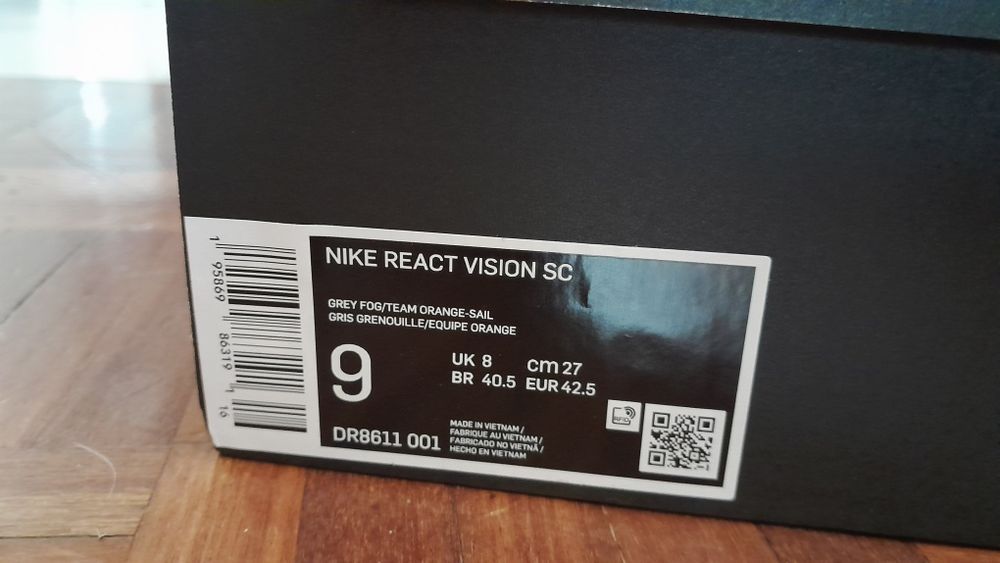 NIKE REACT VISION SC
GREY FOG/TEAM ORANGE-SAIL
GRIS GRENOUILLE/EQUIPE ORANGE
9
UK 8 cm 27
BR 40.5 EUR 42.5
DR8611 001
MADE IN VIETNAM /
FABRIQUE AU VIETNAM /
FABRICADO NO VIETNÃ /
HECHO EN VIETNAM
RFID
1 95869 86319 1 16